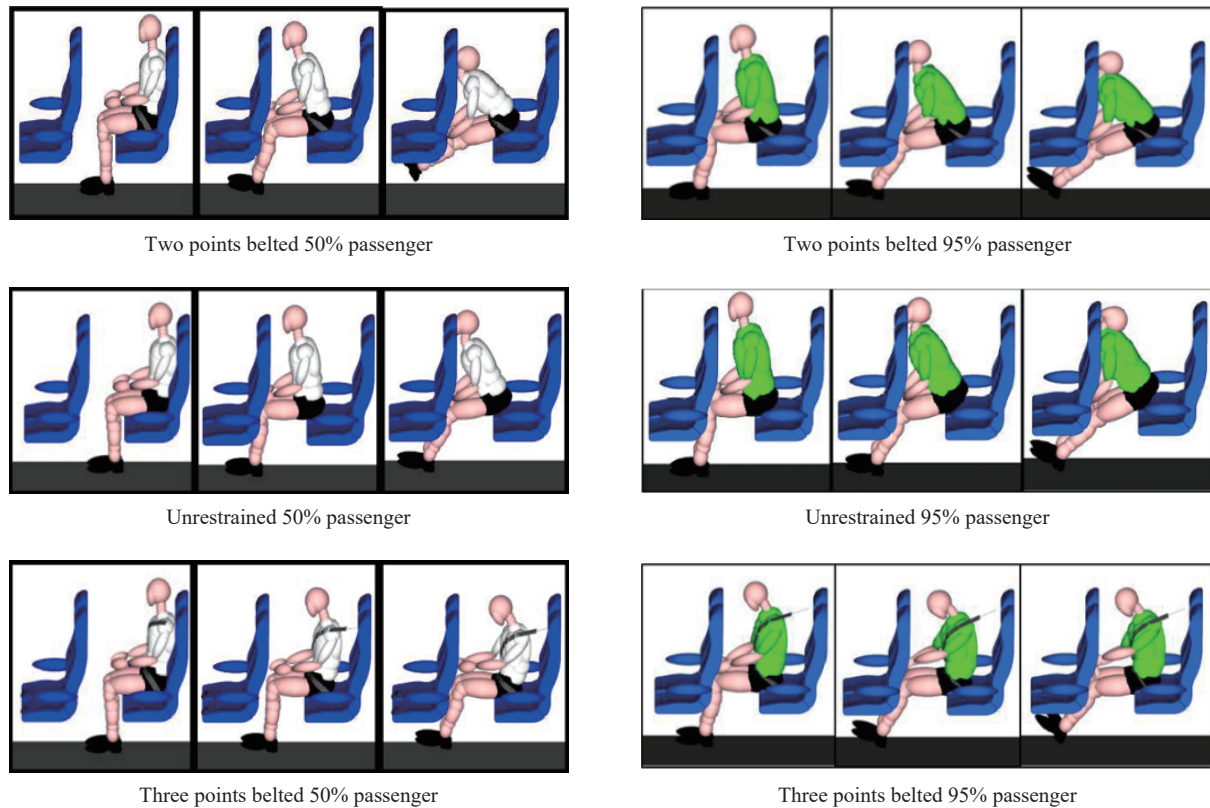 Two points belted 50% passenger
Two points belted 95% passenger
Unrestrained 50% passenger
Unrestrained 95% passenger
Three points belted 50% passenger
Three points belted 95% passenger